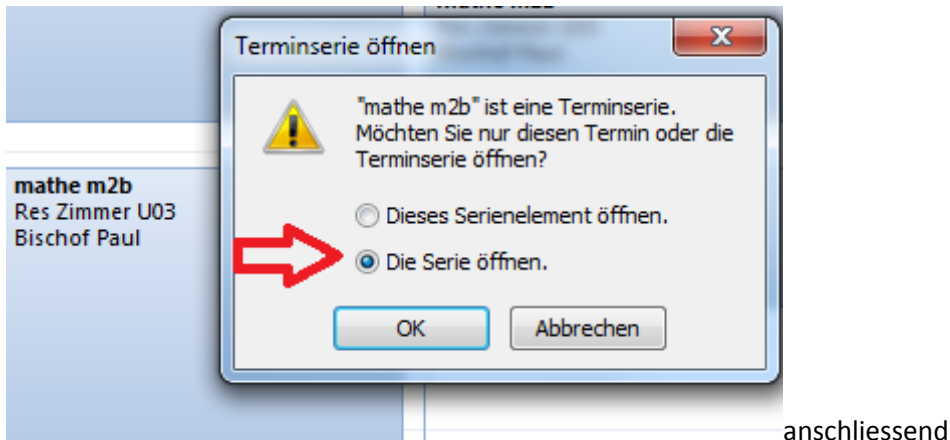 Terminserie öffnen
"mathe m2b" ist eine Terminserie.
Möchten Sie nur diesen Termin oder die
Terminserie öffnen?
Dieses Serienelement öffnen.
Die Serie öffnen.
OK
Abbrechen
mathe m2b
Res Zimmer U03
Bischof Paul
anschliessend